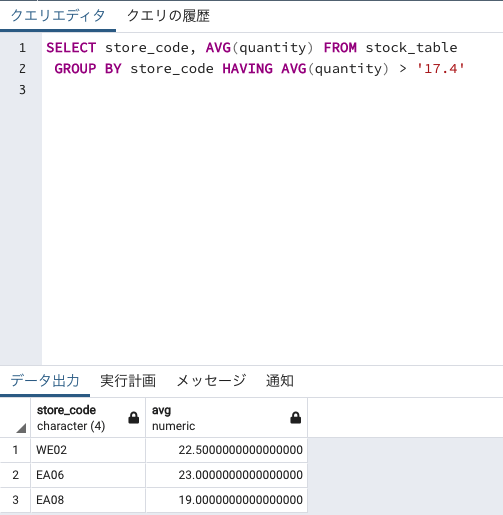 クエリエディタ クエリの履歴
1 SELECT store_code, AVG(quantity) FROM stock_table
2 GROUP BY store_code HAVING AVG(quantity) > '17.4'
3
データ出力 実行計画 メッセージ 通知
store_code avg
character (4) numeric
1 WE02 22.5000000000000000
2 EA06 23.0000000000000000
3 EA08 19.0000000000000000